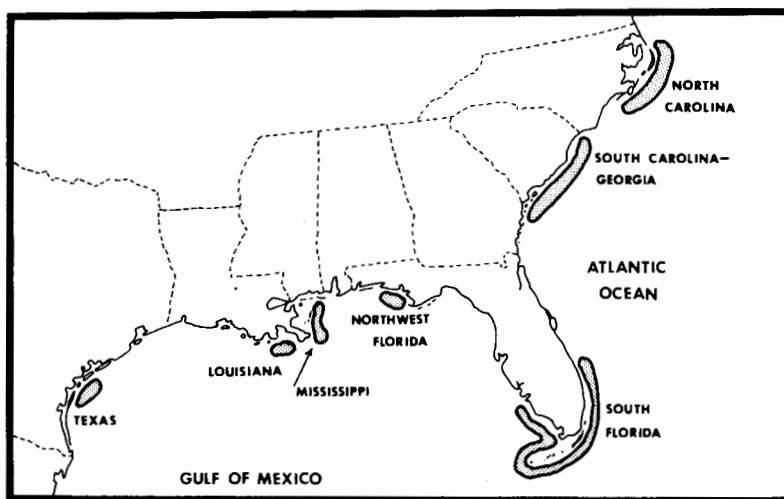 NORTH
CAROLINA
SOUTH CAROLINA–
GEORGIA
ATLANTIC
OCEAN
NORTHWEST
FLORIDA
LOUISIANA
MISSISSIPPI
TEXAS
SOUTH
FLORIDA
GULF OF MEXICO